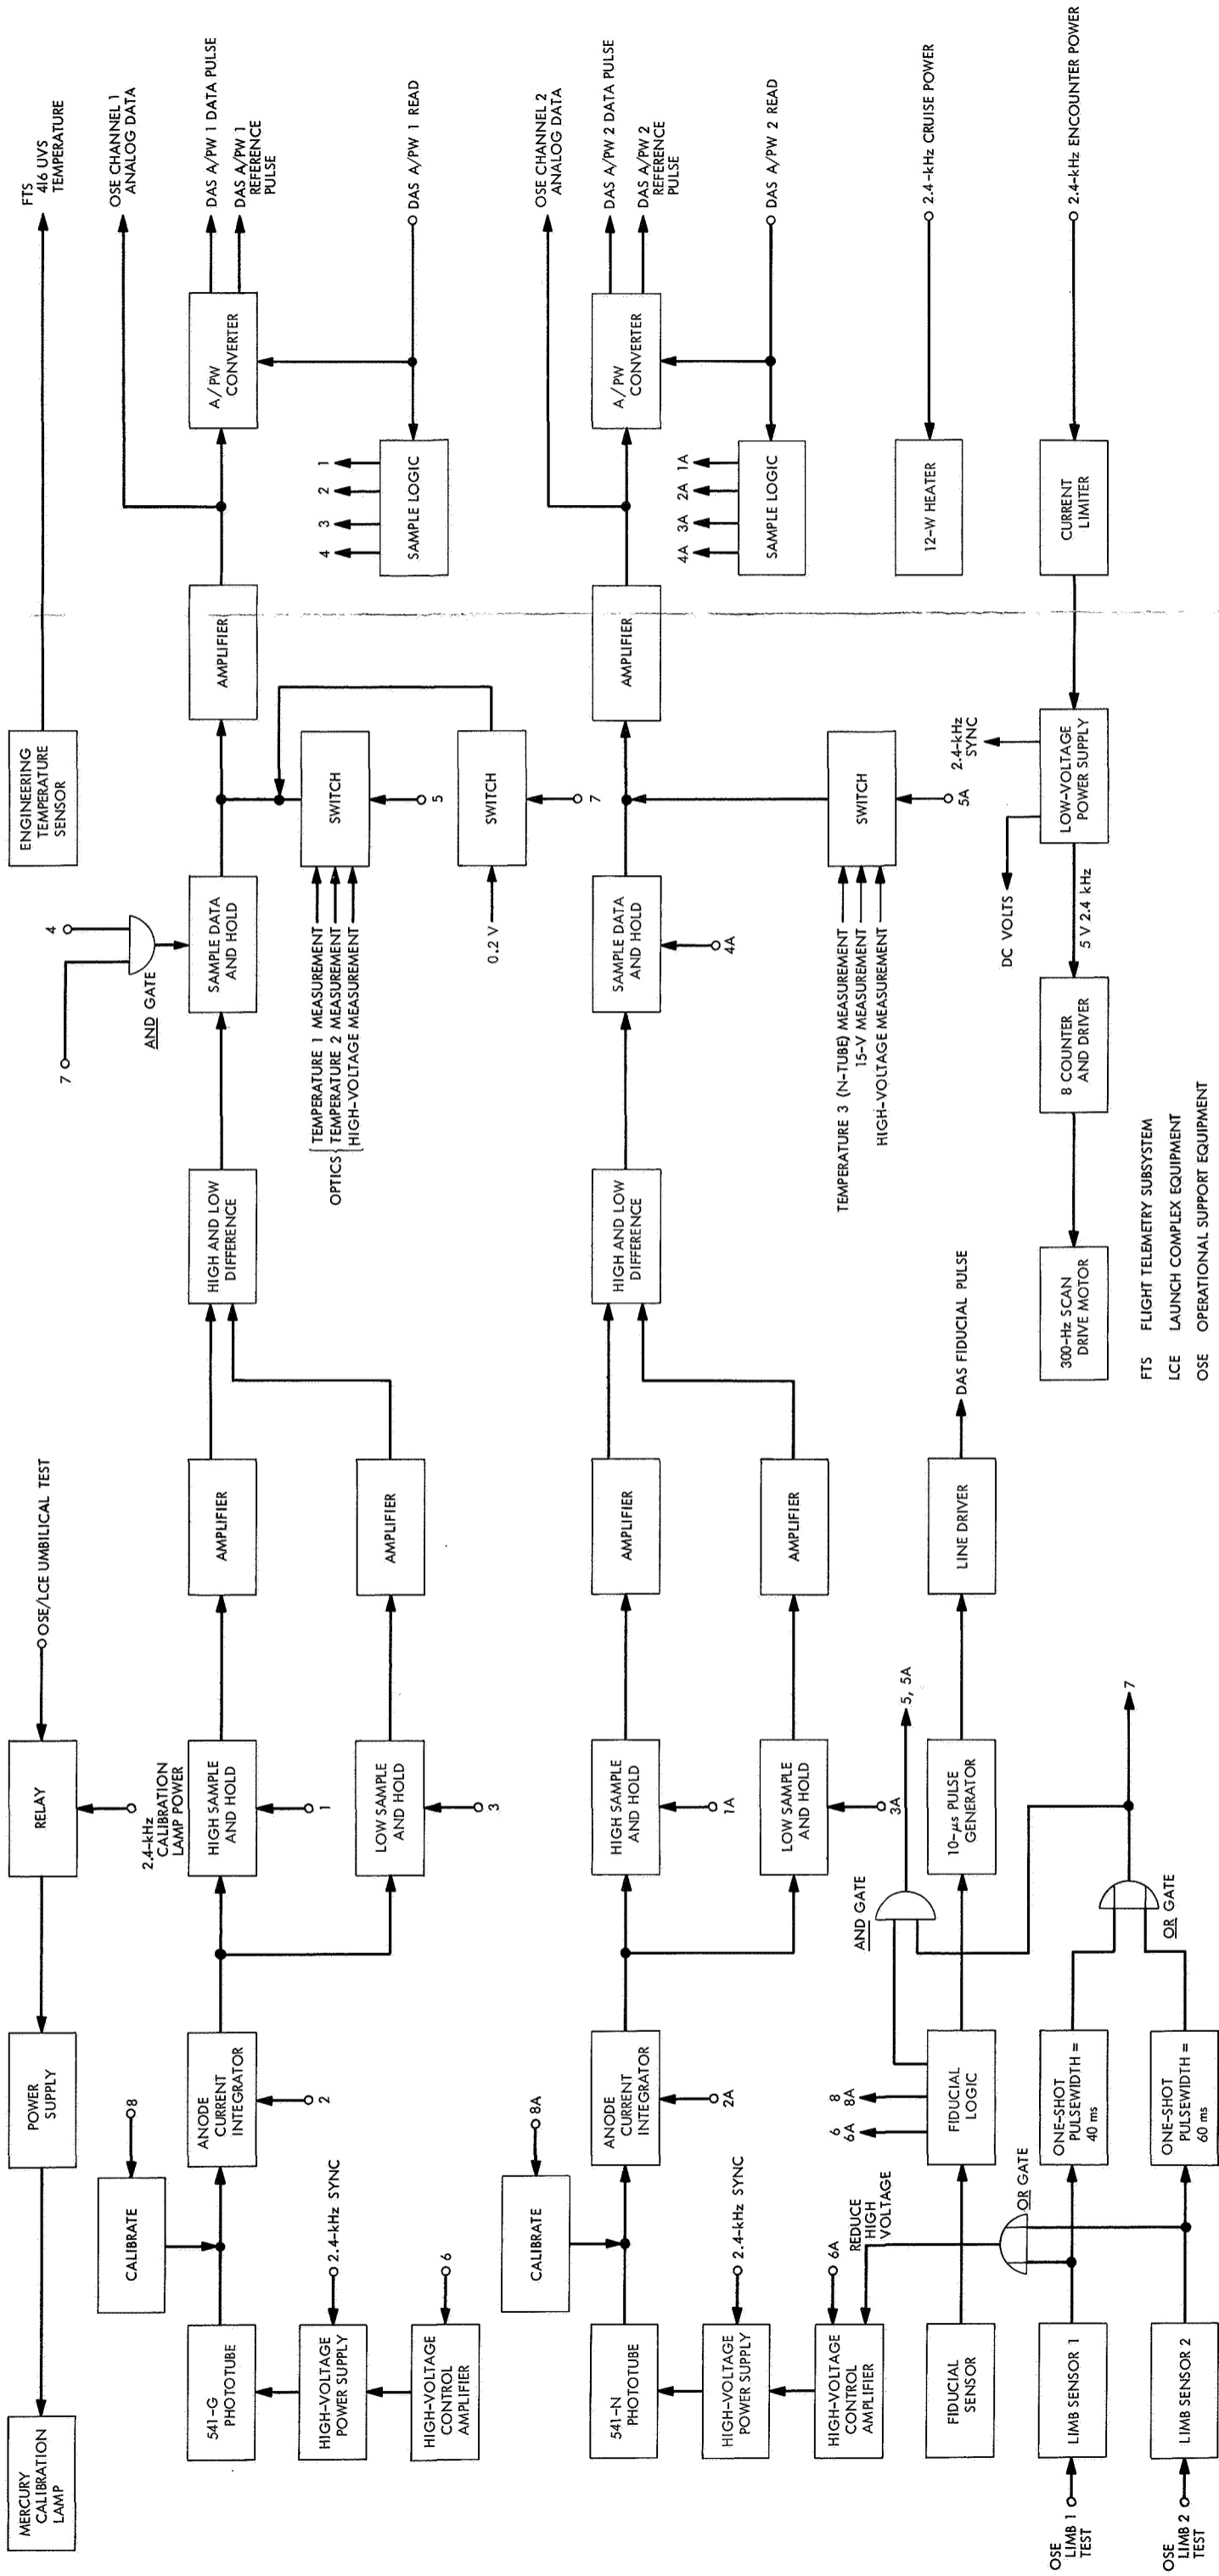 MERCURY
CALIBRATION
LAMP
POWER
SUPPLY
RELAY
OSE/LCE UMBILICAL TEST
2.4-kHz
CALIBRATION
LAMP POWER
ENGINEERING
TEMPERATURE
SENSOR
FTS
416 UVS
TEMPERATURE
CALIBRATE
8
541-G
PHOTOTUBE
ANODE
CURRENT
INTEGRATOR
2
HIGH SAMPLE
AND HOLD
1
AMPLIFIER
HIGH AND LOW
DIFFERENCE
7
4
AND GATE
SAMPLE DATA
AND HOLD
AMPLIFIER
OSE CHANNEL 1
ANALOG DATA
A/PW
CONVERTER
DAS A/PW 1 DATA PULSE
DAS A/PW 1
REFERENCE
PULSE
HIGH-VOLTAGE
POWER SUPPLY
2.4-kHz SYNC
LOW SAMPLE
AND HOLD
3
AMPLIFIER
OPTICS
TEMPERATURE 1 MEASUREMENT
TEMPERATURE 2 MEASUREMENT
HIGH-VOLTAGE MEASUREMENT
SWITCH
5
4 3 2 1
SAMPLE LOGIC
DAS A/PW 1 READ
HIGH-VOLTAGE
CONTROL
AMPLIFIER
6
0.2 V
SWITCH
7
CALIBRATE
8A
541-N
PHOTOTUBE
ANODE
CURRENT
INTEGRATOR
2A
HIGH SAMPLE
AND HOLD
1A
AMPLIFIER
HIGH AND LOW
DIFFERENCE
SAMPLE DATA
AND HOLD
4A
AMPLIFIER
OSE CHANNEL 2
ANALOG DATA
A/PW
CONVERTER
DAS A/PW 2 DATA PULSE
DAS A/PW 2
REFERENCE
PULSE
HIGH-VOLTAGE
POWER SUPPLY
2.4-kHz SYNC
LOW SAMPLE
AND HOLD
3A
AMPLIFIER
4A 3A 2A 1A
SAMPLE LOGIC
DAS A/PW 2 READ
HIGH-VOLTAGE
CONTROL
AMPLIFIER
6A
REDUCE
HIGH
VOLTAGE
TEMPERATURE 3 (N-TUBE) MEASUREMENT
15-V MEASUREMENT
HIGH-VOLTAGE MEASUREMENT
SWITCH
5A
AND GATE
5, 5A
6
6A
8
8A
FIDUCIAL
SENSOR
FIDUCIAL
LOGIC
10-μs PULSE
GENERATOR
LINE DRIVER
DAS FIDUCIAL PULSE
12-W HEATER
2.4-kHz CRUISE POWER
OR GATE
OSE
LIMB 1
TEST
LIMB SENSOR 1
ONE-SHOT
PULSEWIDTH =
40 ms
OR GATE
7
OSE
LIMB 2
TEST
LIMB SENSOR 2
ONE-SHOT
PULSEWIDTH =
60 ms
300-Hz SCAN
DRIVE MOTOR
8 COUNTER
AND DRIVER
5 V 2.4 kHz
DC VOLTS
2.4-kHz
SYNC
LOW-VOLTAGE
POWER SUPPLY
CURRENT
LIMITER
2.4-kHz ENCOUNTER POWER
FTS FLIGHT TELEMETRY SUBSYSTEM
LCE LAUNCH COMPLEX EQUIPMENT
OSE OPERATIONAL SUPPORT EQUIPMENT